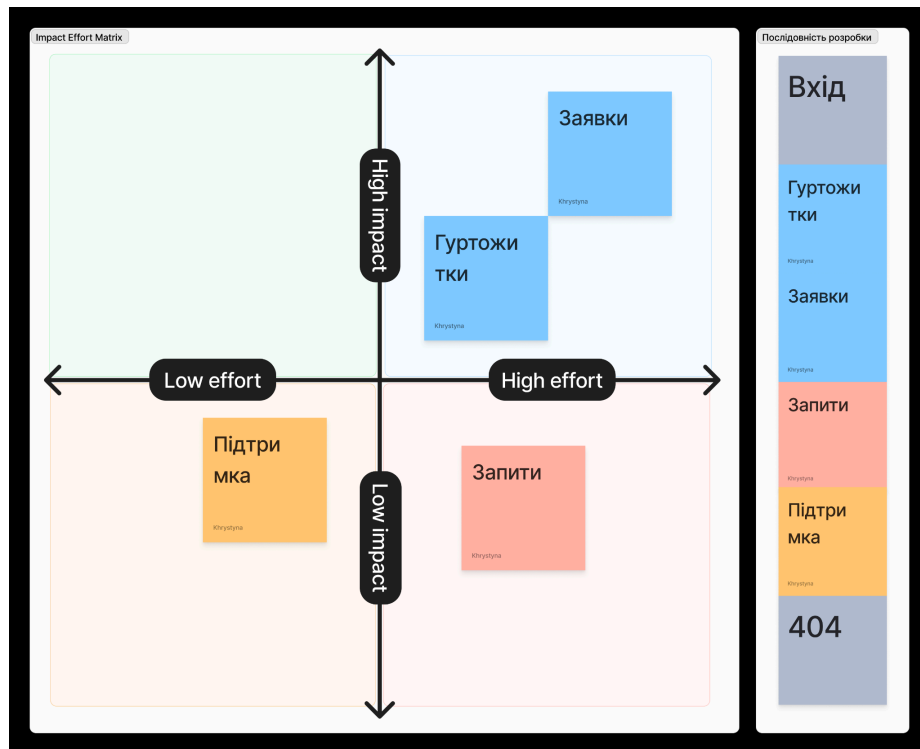 Impact Effort Matrix
High impact
Заявки
Khrystyna
Гуртожи
тки
Khrystyna
Low effort
High effort
Підтри
мка
Khrystyna
Low impact
Запити
Khrystyna
Послідовність розробки
Вхід
Гуртожи
тки
Khrystyna
Заявки
Khrystyna
Запити
Khrystyna
Підтри
мка
Khrystyna
404